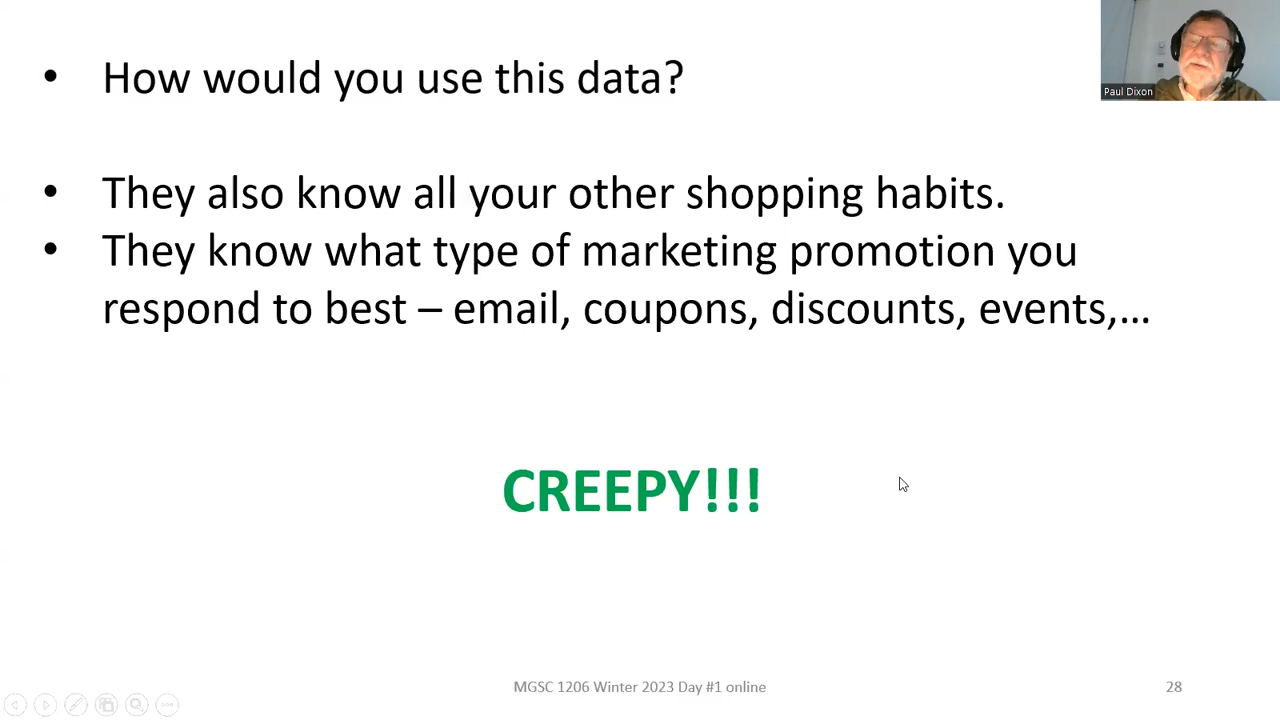 • How would you use this data?
Paul Dixon
• They also know all your other shopping habits.
• They know what type of marketing promotion you
respond to best – email, coupons, discounts, events,…
CREEPY!!!
MGSC 1206 Winter 2023 Day #1 online
28